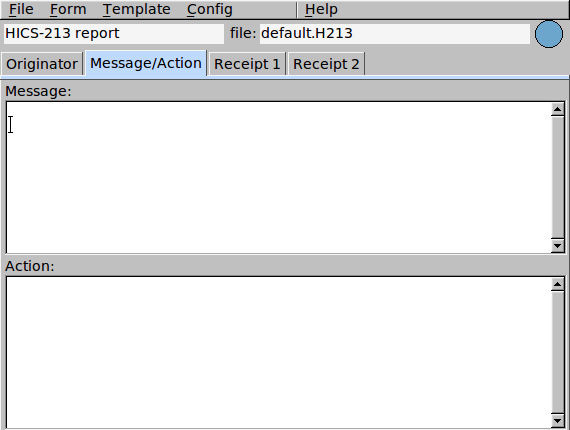 File Form Template Config Help
HICS-213 report file: default.H213
Originator Message/Action Receipt 1 Receipt 2
Message:
Action: